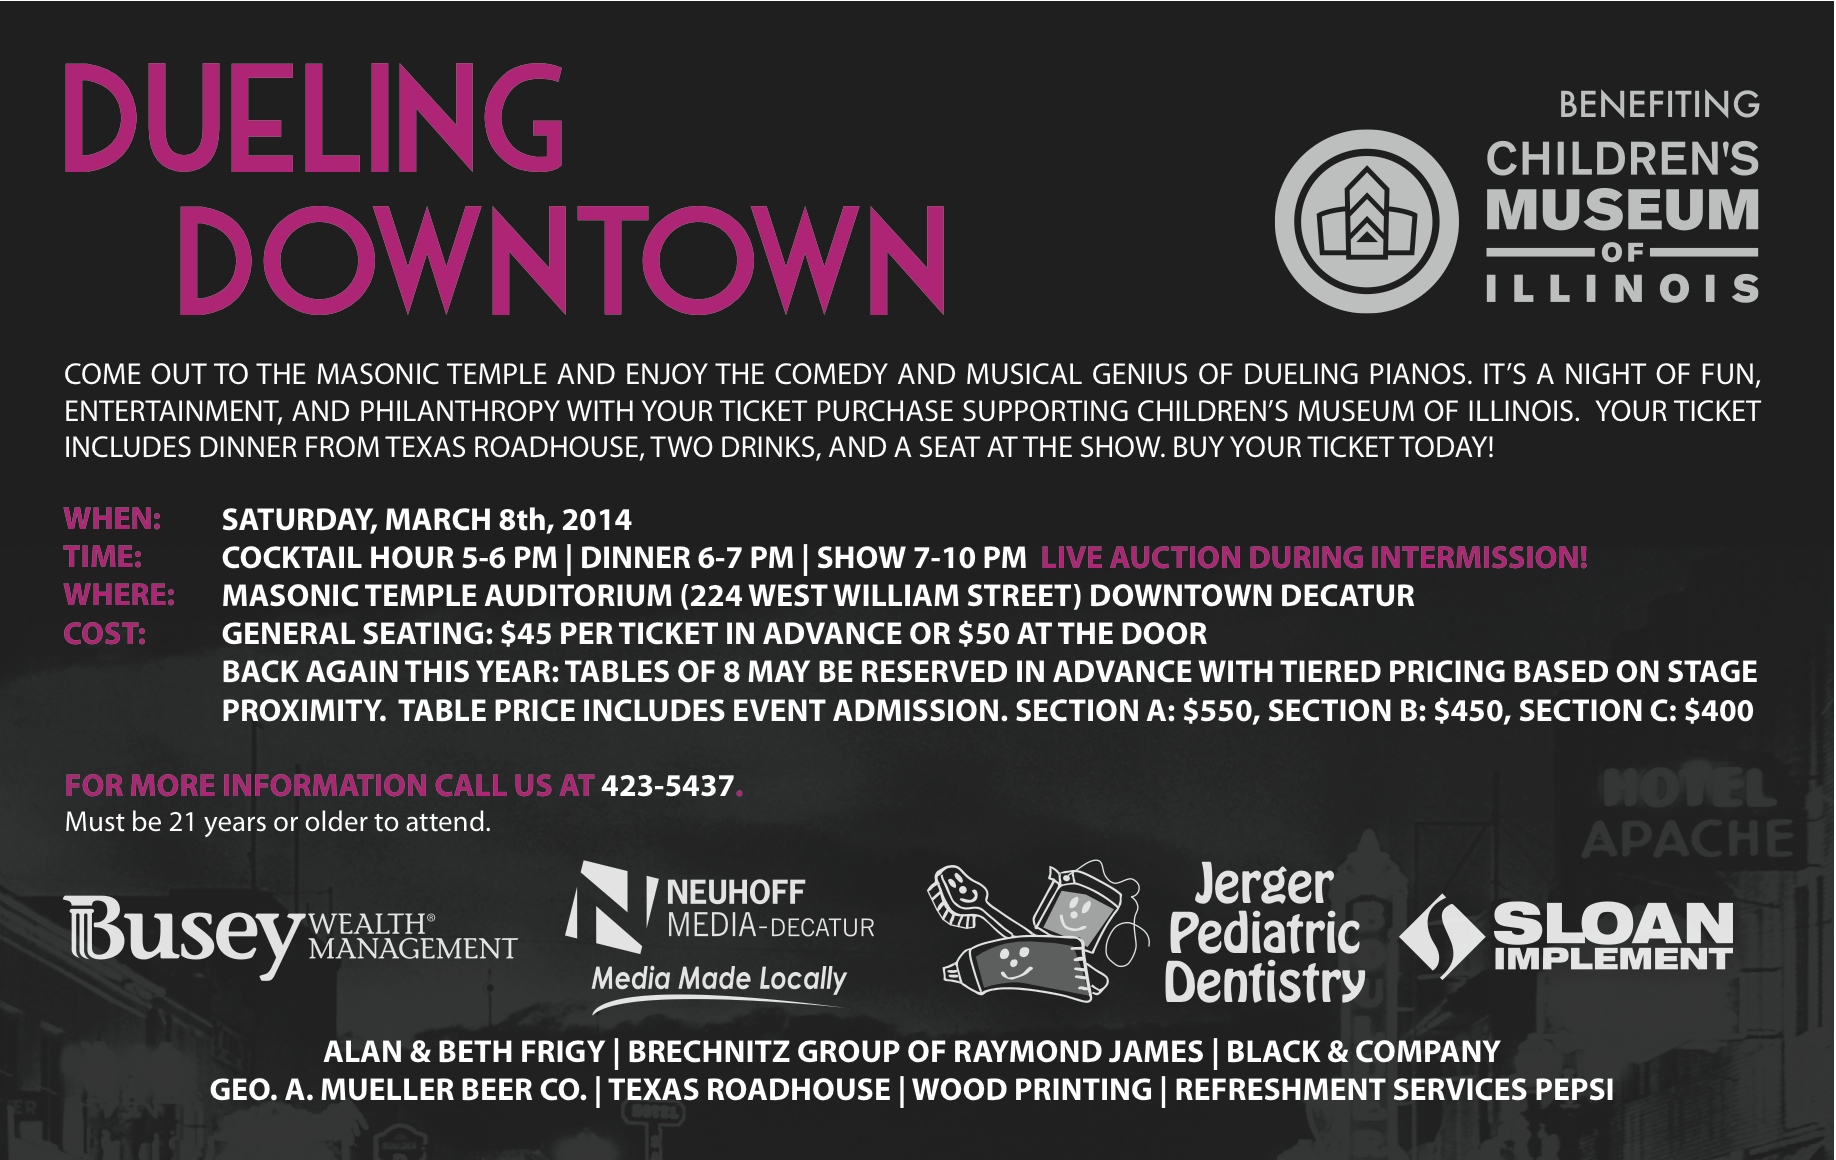 DUELING
DOWNTOWN
BENEFITING
CHILDREN'S
MUSEUM
OF
ILLINOIS
COME OUT TO THE MASONIC TEMPLE AND ENJOY THE COMEDY AND MUSICAL GENIUS OF DUELING PIANOS. IT’S A NIGHT OF FUN,
ENTERTAINMENT, AND PHILANTHROPY WITH YOUR TICKET PURCHASE SUPPORTING CHILDREN’S MUSEUM OF ILLINOIS. YOUR TICKET
INCLUDES DINNER FROM TEXAS ROADHOUSE, TWO DRINKS, AND A SEAT AT THE SHOW. BUY YOUR TICKET TODAY!
WHEN: SATURDAY, MARCH 8th, 2014
TIME: COCKTAIL HOUR 5-6 PM | DINNER 6-7 PM | SHOW 7-10 PM LIVE AUCTION DURING INTERMISSION!
WHERE: MASONIC TEMPLE AUDITORIUM (224 WEST WILLIAM STREET) DOWNTOWN DECATUR
COST: GENERAL SEATING: $45 PER TICKET IN ADVANCE OR $50 AT THE DOOR
BACK AGAIN THIS YEAR: TABLES OF 8 MAY BE RESERVED IN ADVANCE WITH TIERED PRICING BASED ON STAGE
PROXIMITY. TABLE PRICE INCLUDES EVENT ADMISSION. SECTION A: $550, SECTION B: $450, SECTION C: $400
FOR MORE INFORMATION CALL US AT 423-5437.
Must be 21 years or older to attend.
HOTEL
APACHE
Busey WEALTH®
MANAGEMENT
NEUHOFF
MEDIA-DECATUR
Media Made Locally
Jerger
Pediatric
Dentistry
SLOAN
IMPLEMENT
ALAN & BETH FRIGY | BRECHNITZ GROUP OF RAYMOND JAMES | BLACK & COMPANY
GEO. A. MUELLER BEER CO. | TEXAS ROADHOUSE | WOOD PRINTING | REFRESHMENT SERVICES PEPSI
HOTEL